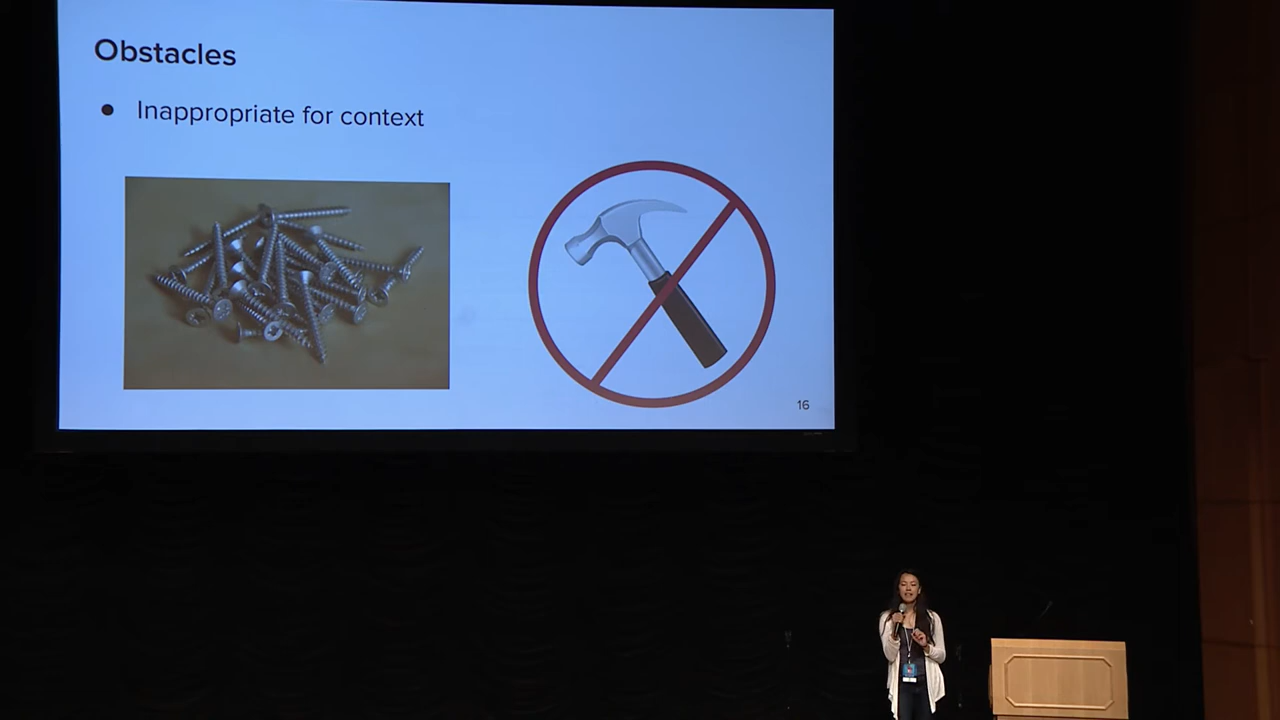 Obstacles
● Inappropriate for context
16